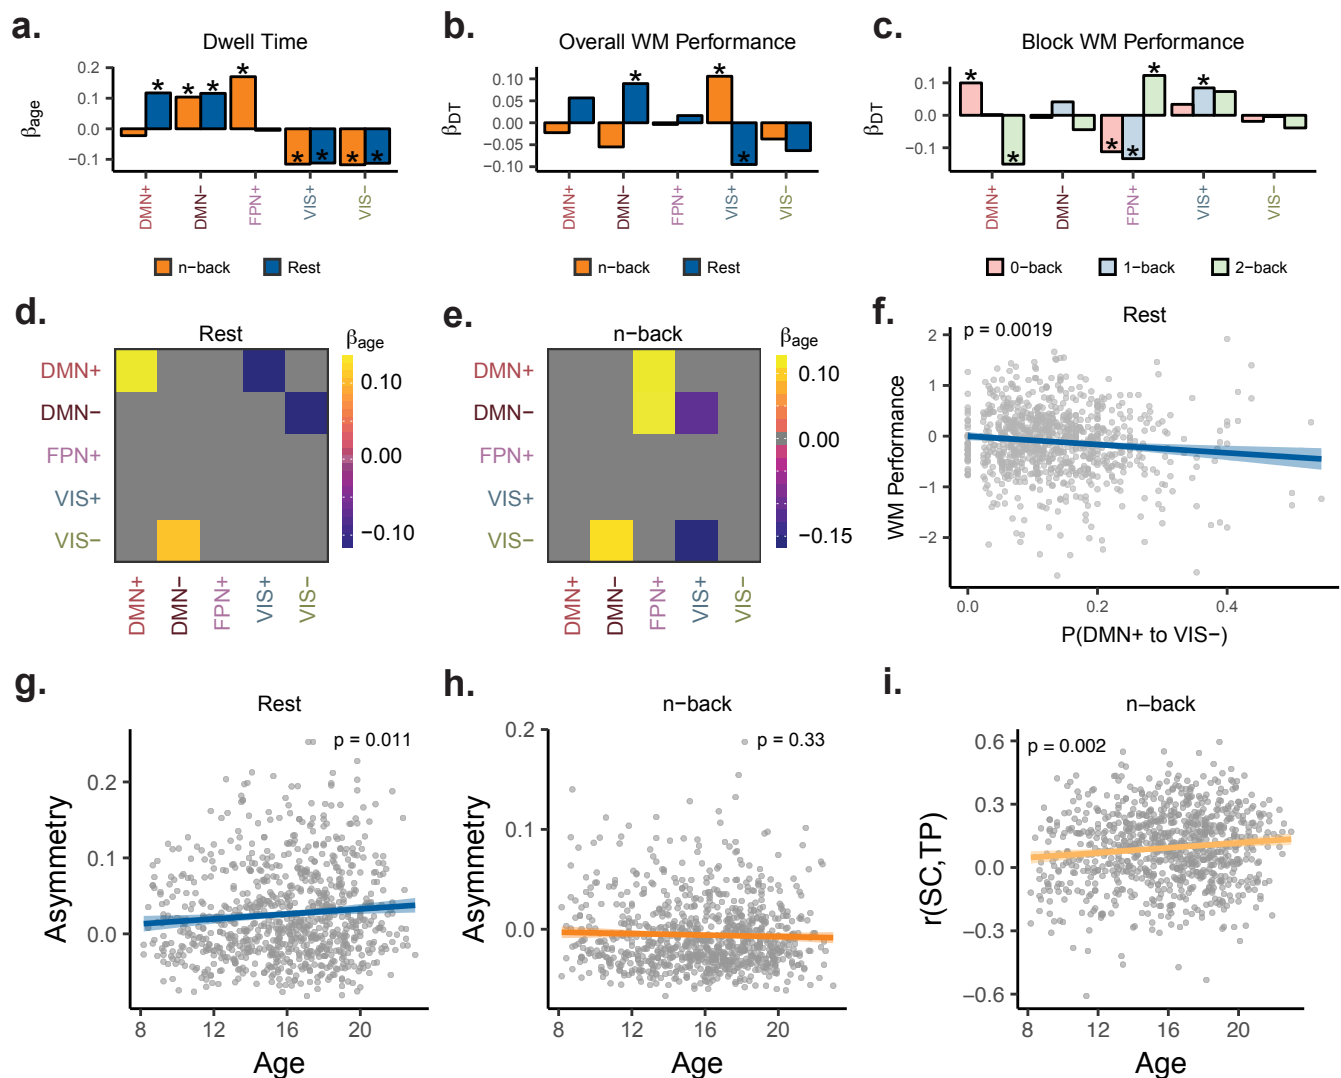 a.
Dwell Time
βage
0.2
0.1
0.0
−0.1
* * * * * * * * *
DMN+
DMN−
FPN+
VIS+
VIS−
n−back
Rest
b.
Overall WM Performance
βDT
0.10
0.05
0.00
−0.05
−0.10
* * *
DMN+
DMN−
FPN+
VIS+
VIS−
n−back
Rest
c.
Block WM Performance
βDT
0.1
0.0
−0.1
* * * * * *
DMN+
DMN−
FPN+
VIS+
VIS−
0−back
1−back
2−back
d.
Rest
DMN+
DMN−
FPN+
VIS+
VIS−
DMN+
DMN−
FPN+
VIS+
VIS−
βage
0.10
0.00
−0.10
e.
n−back
DMN+
DMN−
FPN+
VIS+
VIS−
DMN+
DMN−
FPN+
VIS+
VIS−
βage
0.10
0.00
−0.15
f.
Rest
p = 0.0019
WM Performance
2
1
0
−1
−2
0.0
0.2
0.4
P(DMN+ to VIS−)
g.
Rest
p = 0.011
Asymmetry
0.2
0.1
0.0
8
12
16
20
Age
h.
n−back
p = 0.33
Asymmetry
0.2
0.1
0.0
8
12
16
20
Age
i.
n−back
p = 0.002
r(SC,TP)
0.6
0.3
0.0
−0.3
−0.6
8
12
16
20
Age